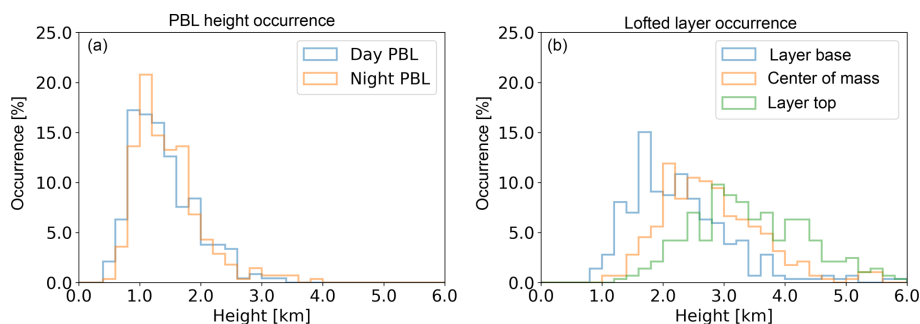 PBL height occurrence
(a)
Day PBL
Night PBL
25.0
20.0
15.0
10.0
5.0
0.0
Occurrence [%]
0.0 1.0 2.0 3.0 4.0 5.0 6.0
Height [km]
Lofted layer occurrence
(b)
Layer base
Center of mass
Layer top
25.0
20.0
15.0
10.0
5.0
0.0
Occurrence [%]
0.0 1.0 2.0 3.0 4.0 5.0 6.0
Height [km]